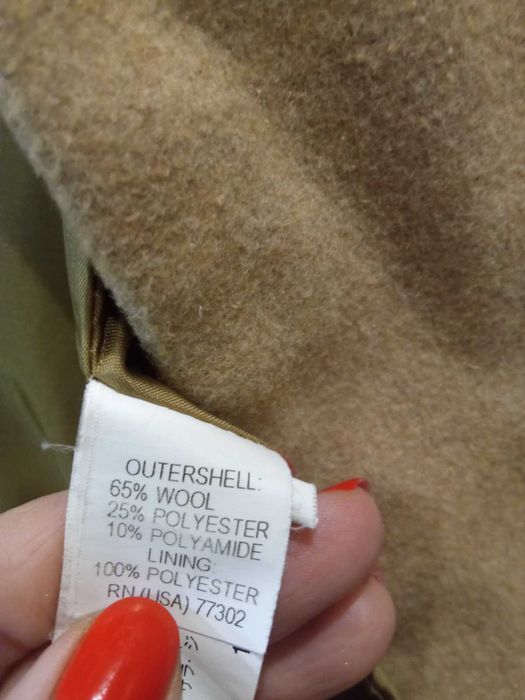 OUTERSHELL:
65% WOOL
25% POLYESTER
10% POLYAMIDE
LINING:
100% POLYESTER
RN (USA) 77302